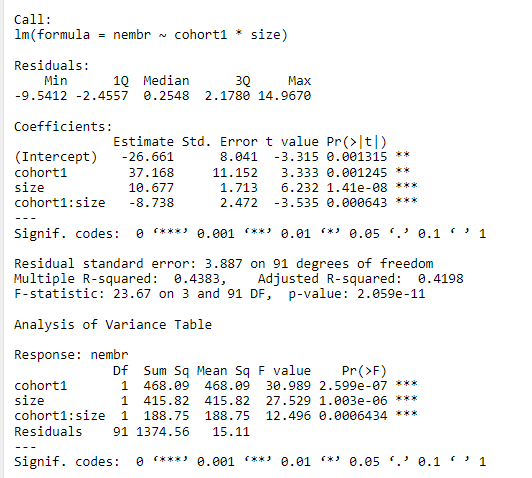 Call:
lm(formula = nembr ~ cohort1 * size)
Residuals:
    Min      1Q  Median      3Q     Max
-9.5412 -2.4557  0.2548  2.1780 14.9670
Coefficients:
             Estimate Std. Error t value Pr(>|t|)
(Intercept)   -26.661      8.041  -3.315 0.001315 **
cohort1        37.168     11.152   3.333 0.001245 **
size           10.677      1.713   6.232 1.41e-08 ***
cohort1:size   -8.738      2.472  -3.535 0.000643 ***
---
Signif. codes:  0 ‘***’ 0.001 ‘**’ 0.01 ‘*’ 0.05 ‘.’ 0.1 ‘ ’ 1
Residual standard error: 3.887 on 91 degrees of freedom
Multiple R-squared:  0.4383,	Adjusted R-squared:  0.4198
F-statistic: 23.67 on 3 and 91 DF,  p-value: 2.059e-11
Analysis of Variance Table
Response: nembr
             Df  Sum Sq Mean Sq F value    Pr(>F)
cohort1       1  468.09  468.09  30.989 2.599e-07 ***
size          1  415.82  415.82  27.529 1.003e-06 ***
cohort1:size  1  188.75  188.75  12.496 0.0006434 ***
Residuals    91 1374.56   15.11
---
Signif. codes:  0 ‘***’ 0.001 ‘**’ 0.01 ‘*’ 0.05 ‘.’ 0.1 ‘ ’ 1